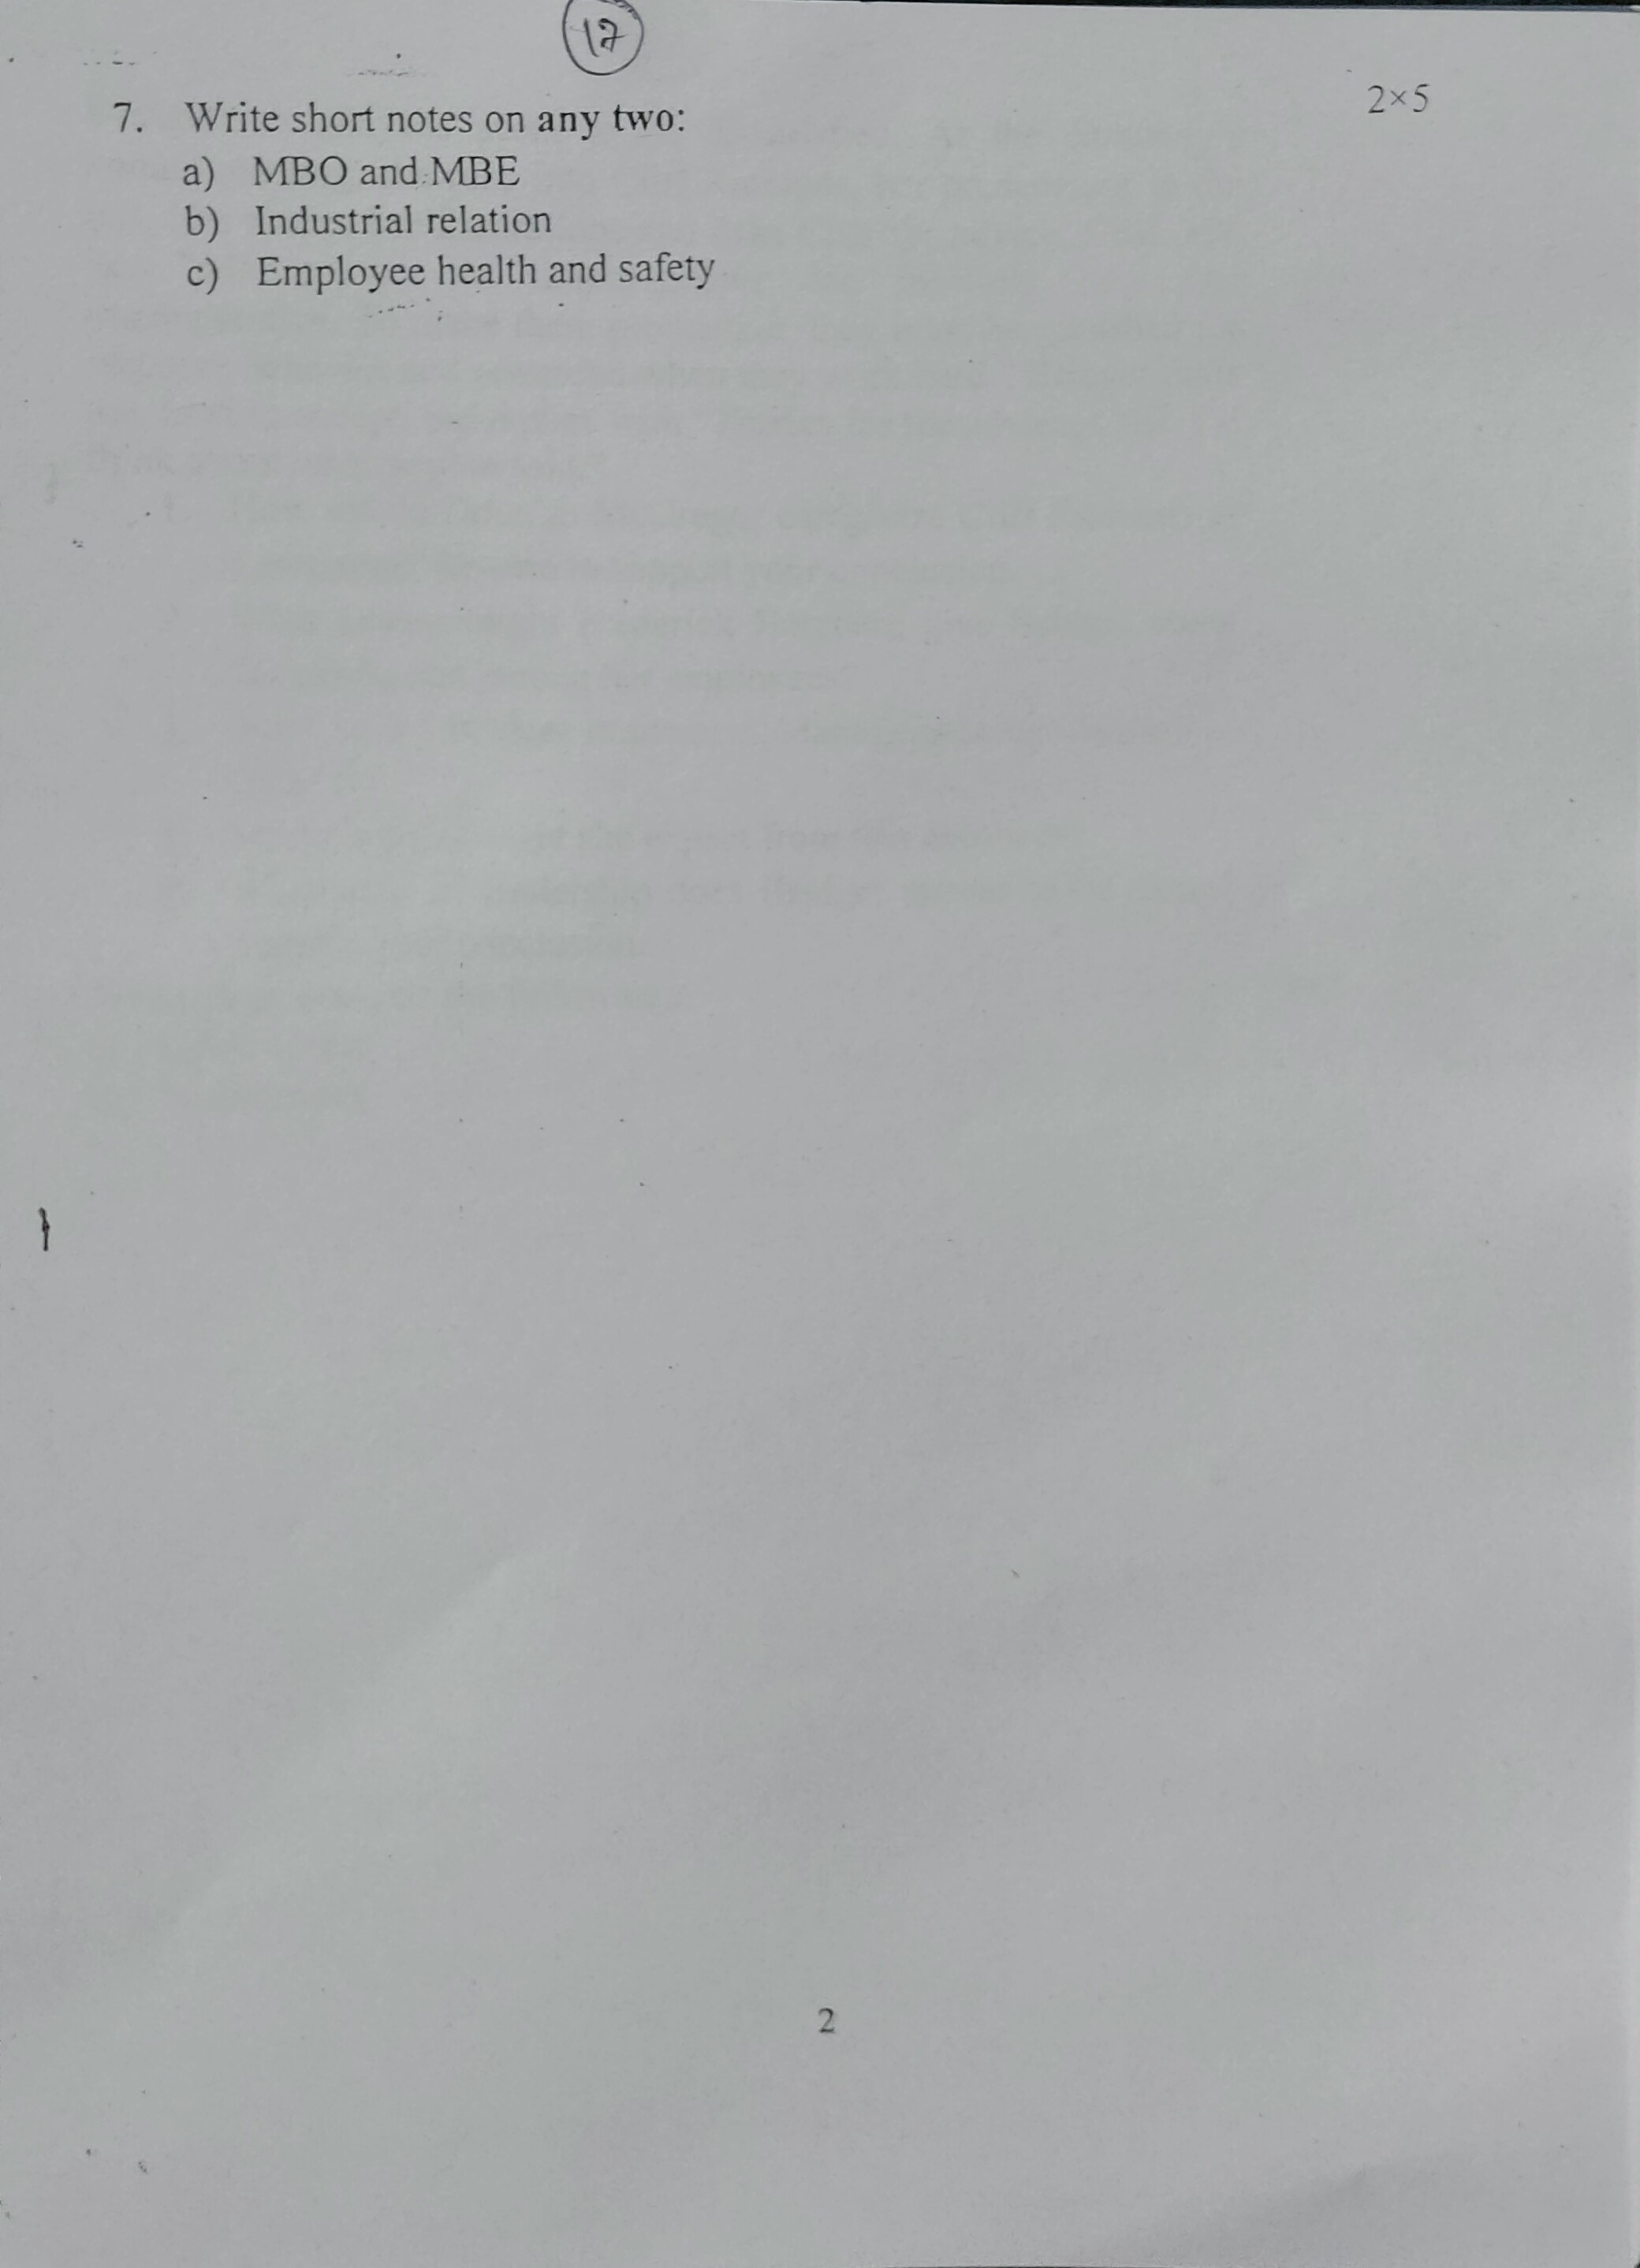 17
7. Write short notes on any two:
2×5
a) MBO and MBE
b) Industrial relation
c) Employee health and safety
2